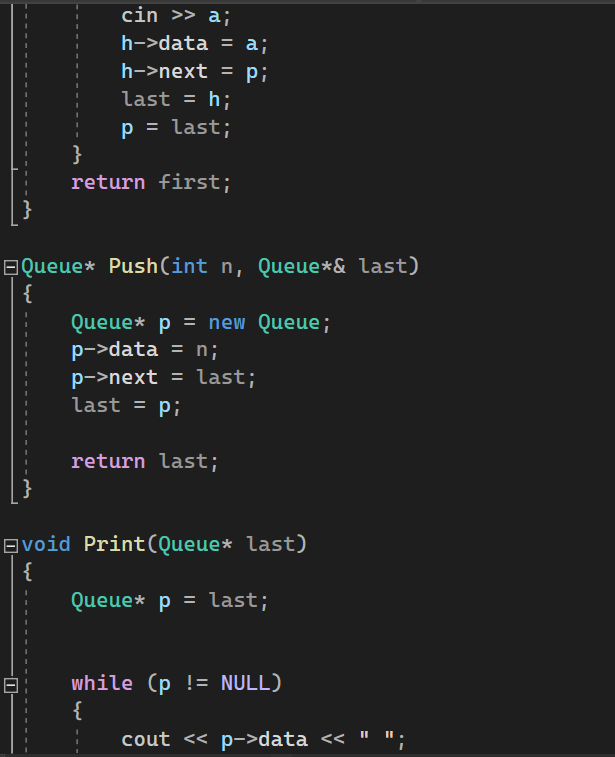 cin >> a;
h->data = a;
h->next = p;
last = h;
p = last;
}
return first;
}
Queue* Push(int n, Queue*& last)
{
Queue* p = new Queue;
p->data = n;
p->next = last;
last = p;
return last;
}
void Print(Queue* last)
{
Queue* p = last;
while (p != NULL)
{
cout << p->data << " ";